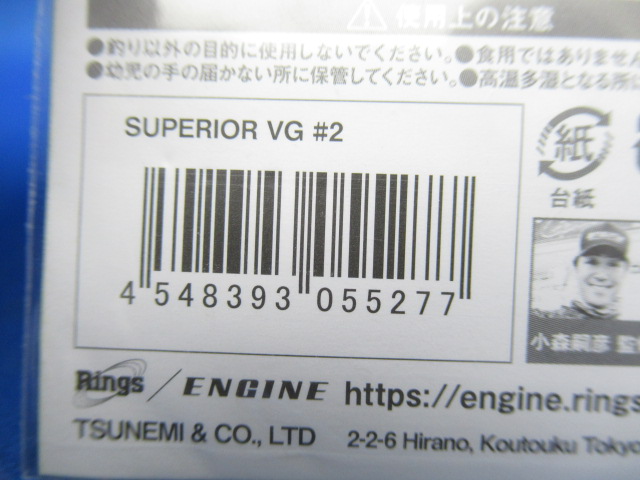 ⚠使用上の注意
●釣り以外の目的に使用しないでください。●食用ではありません
●幼児の手の届かない所に保管してください。●高温多湿となる所
SUPERIOR VG #2
紙
台紙
4 548393 055277
小森嗣彦 監
Rings / ENGINE https://engine.rings
TSUNEMI & CO., LTD 2-2-6 Hirano, Koutouku Tokyo